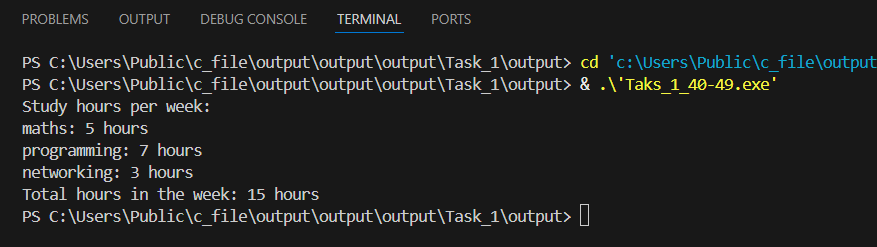 PROBLEMS OUTPUT DEBUG CONSOLE TERMINAL PORTS
PS C:\Users\Public\c_file\output\output\output\Task_1\output> cd 'c:\Users\Public\c_file\output
PS C:\Users\Public\c_file\output\output\output\Task_1\output> & .\'Taks_1_40-49.exe'
Study hours per week:
maths: 5 hours
programming: 7 hours
networking: 3 hours
Total hours in the week: 15 hours
PS C:\Users\Public\c_file\output\output\output\Task_1\output>